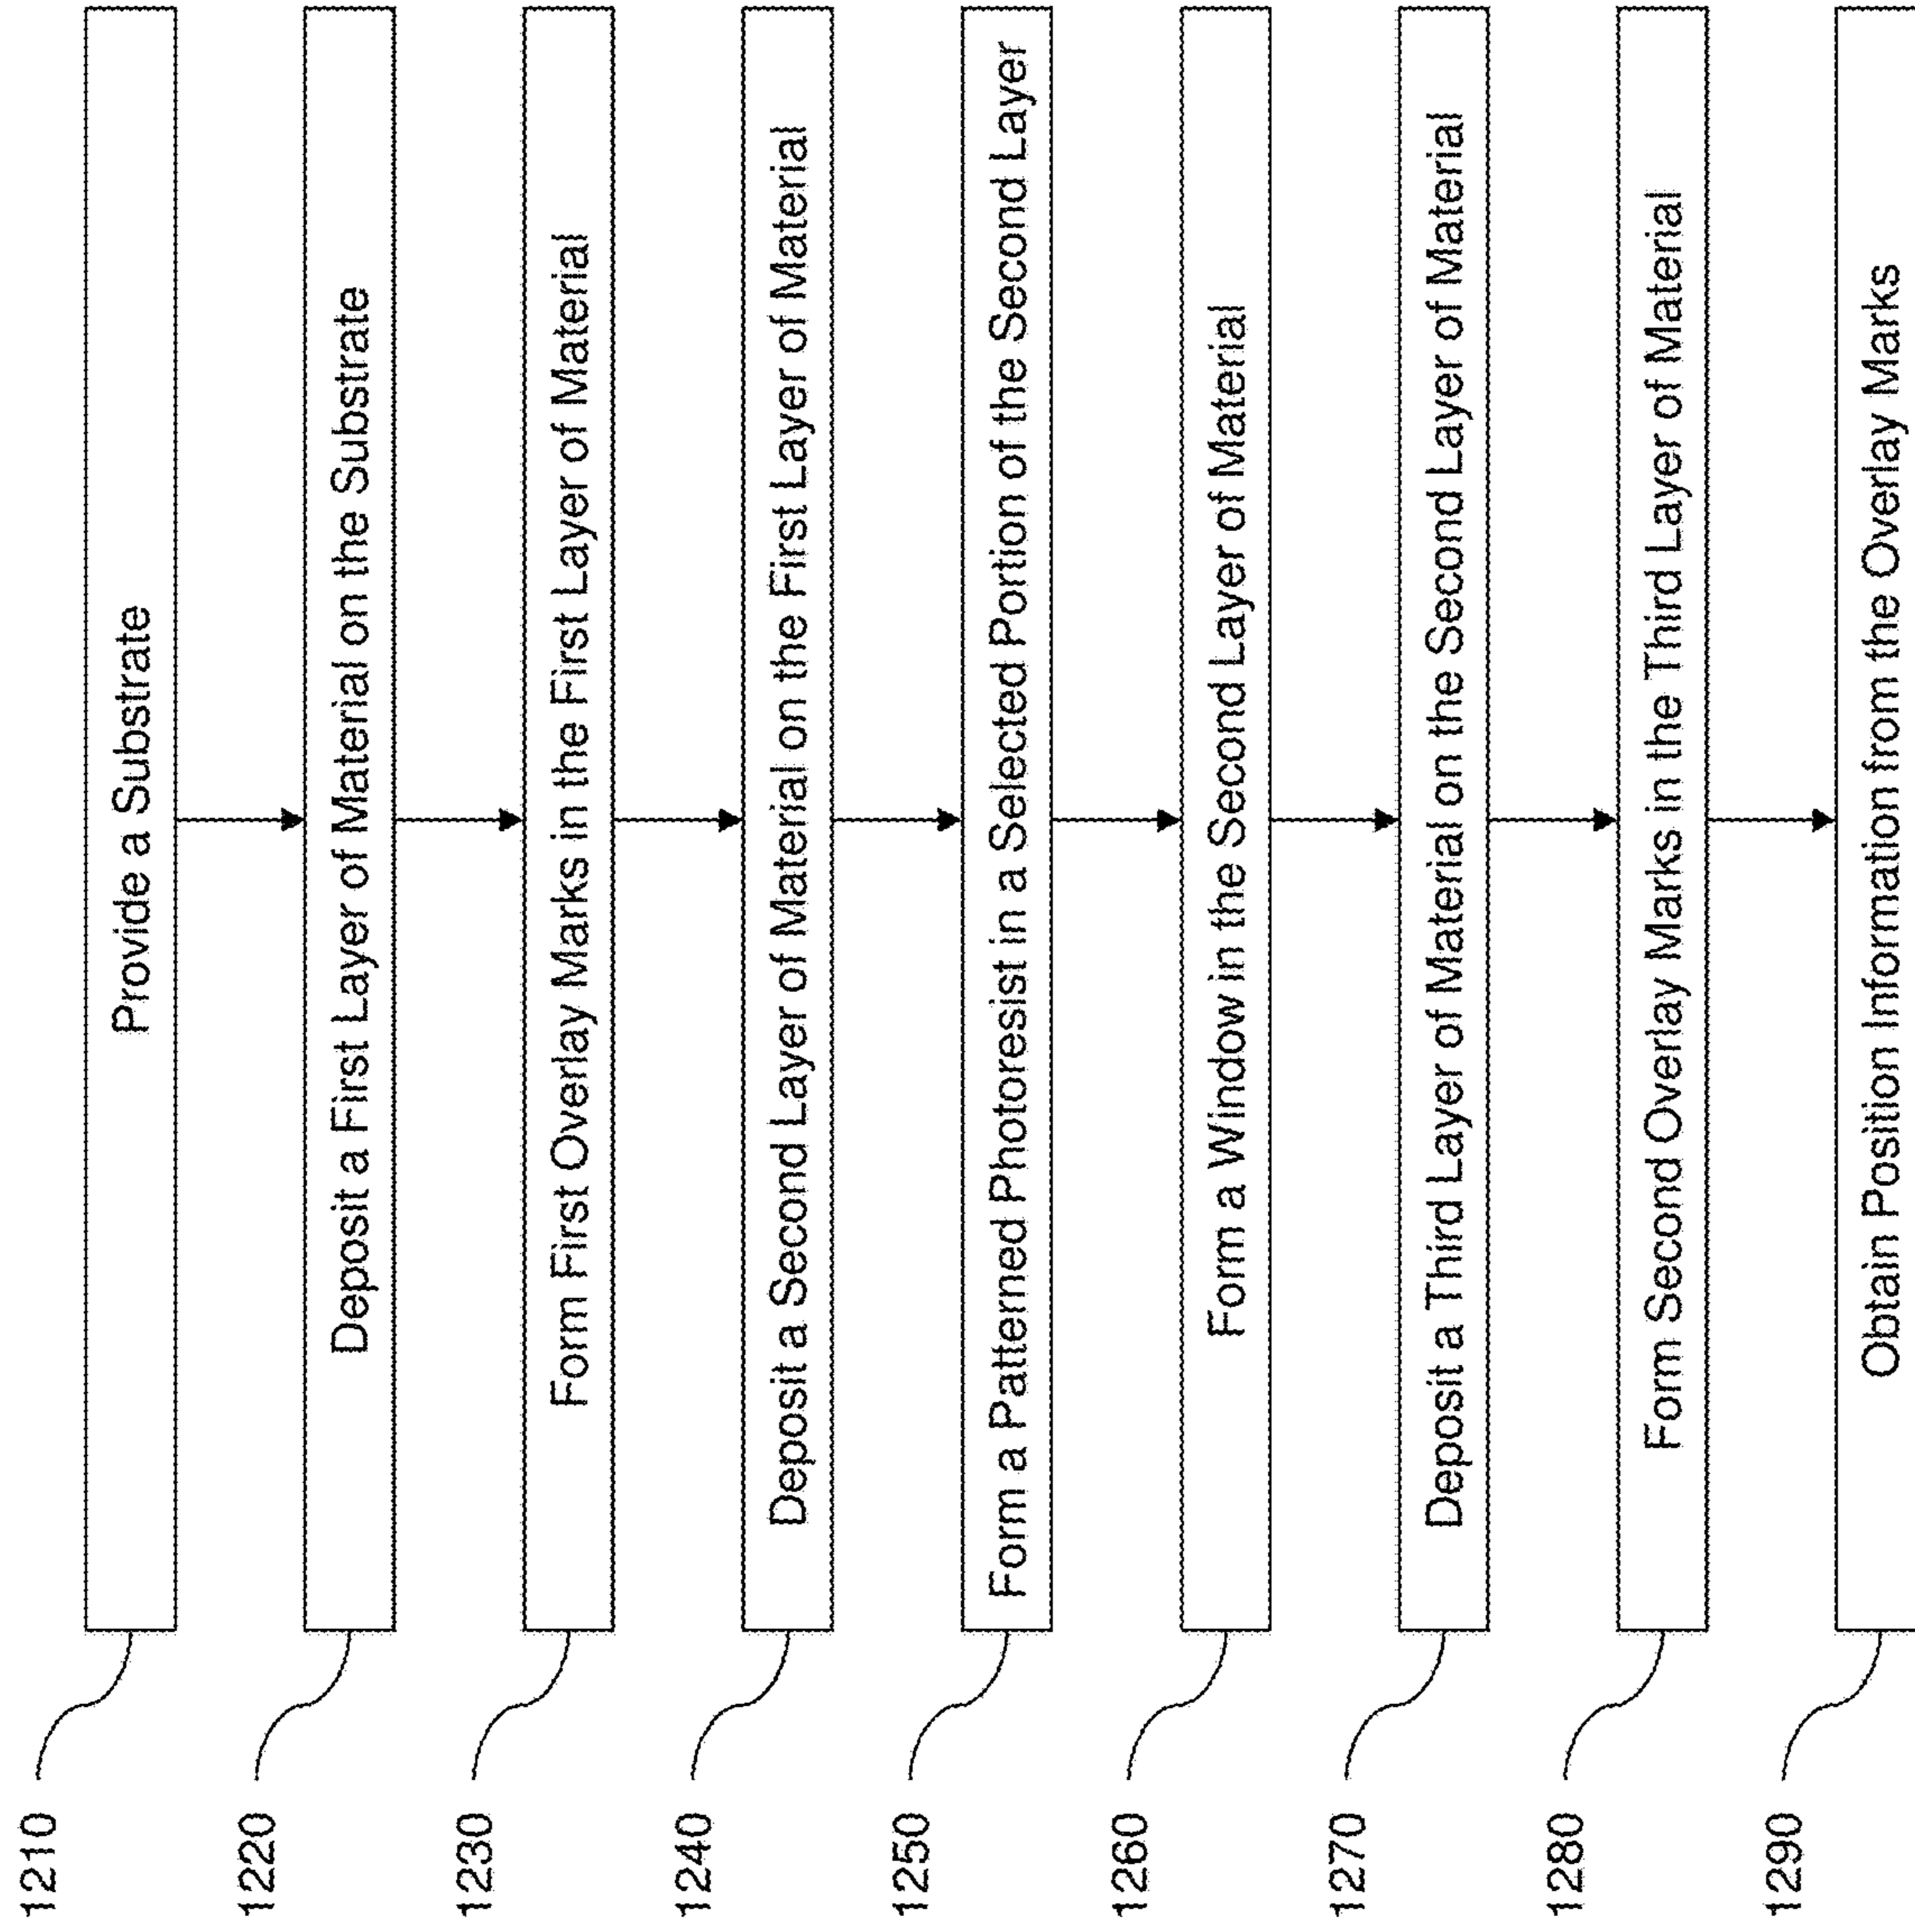 1210
Provide a Substrate
1220
Deposit a First Layer of Material on the Substrate
1230
Form First Overlay Marks in the First Layer of Material
1240
Deposit a Second Layer of Material on the First Layer of Material
1250
Form a Patterned Photoresist in a Selected Portion of the Second Layer
1260
Form a Window in the Second Layer of Material
1270
Deposit a Third Layer of Material on the Second Layer of Material
1280
Form Second Overlay Marks in the Third Layer of Material
1290
Obtain Position Information from the Overlay Marks